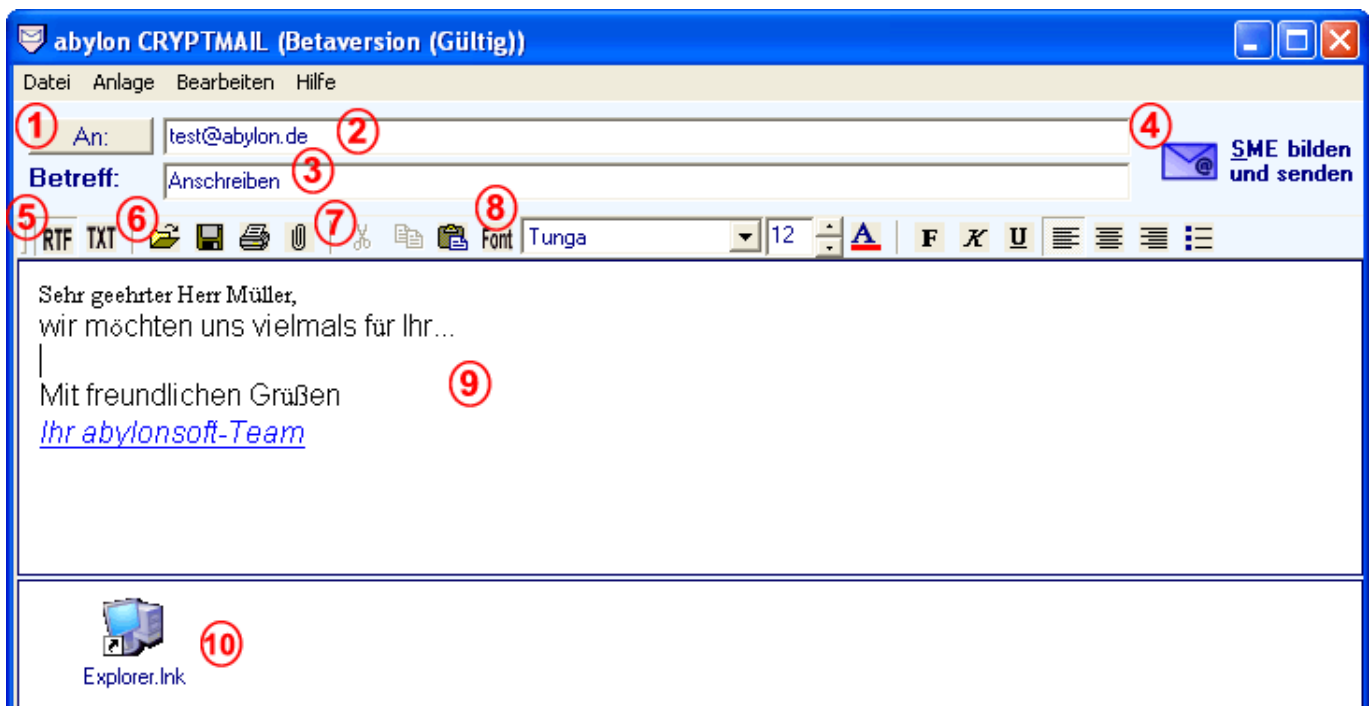 abylon CRYPTMAIL (Betaversion (Gültig))
Datei Anlage Bearbeiten Hilfe
1 An: test@abylon.de 2
4 SME bilden
und senden
Betreff: Anschreiben 3
5 RTF TXT 6 7 8 Font Tunga 12 A F K U
Sehr geehrter Herr Müller,
wir möchten uns vielmals für Ihr...
Mit freundlichen Grüßen
Ihr abylonsoft-Team
9
10
Explorer.lnk